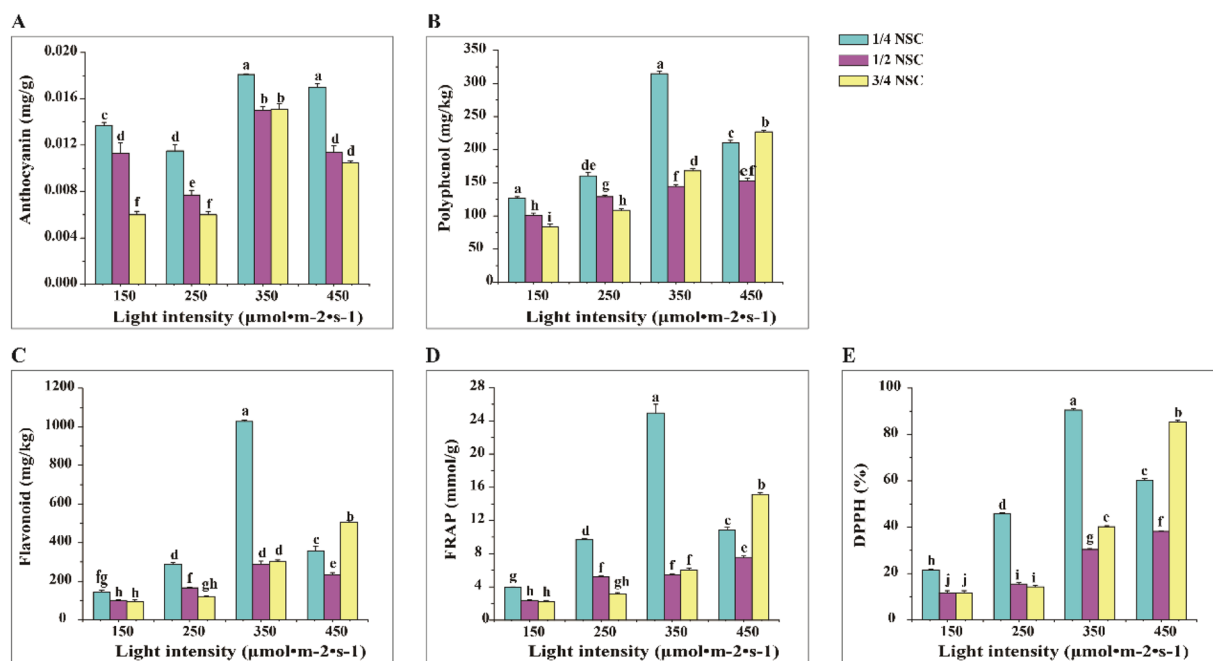 A
Anthocyanin (mg/g)
0.020
0.016
0.012
0.008
0.004
0.000
c
d
f
d
e
f
a
b
b
a
d
d
150
250
350
450
Light intensity (μmol•m-2•s-1)
B
Polyphenol (mg/kg)
350
300
250
200
150
100
50
0
a
h
i
de
g
h
a
f
d
c
ef
b
150
250
350
450
Light intensity (μmol•m-2•s-1)
1/4 NSC
1/2 NSC
3/4 NSC
C
Flavonoid (mg/kg)
1200
1000
800
600
400
200
0
fg
h
h
d
f
gh
a
d
d
c
e
b
150
250
350
450
Light intensity (μmol•m-2•s-1)
D
FRAP (mmol/g)
28
24
20
16
12
8
4
0
g
h
h
d
f
gh
a
f
f
c
e
b
150
250
350
450
Light intensity (μmol•m-2•s-1)
E
DPPH (%)
100
80
60
40
20
0
h
j
j
d
i
i
a
g
e
c
f
b
150
250
350
450
Light intensity (μmol•m-2•s-1)